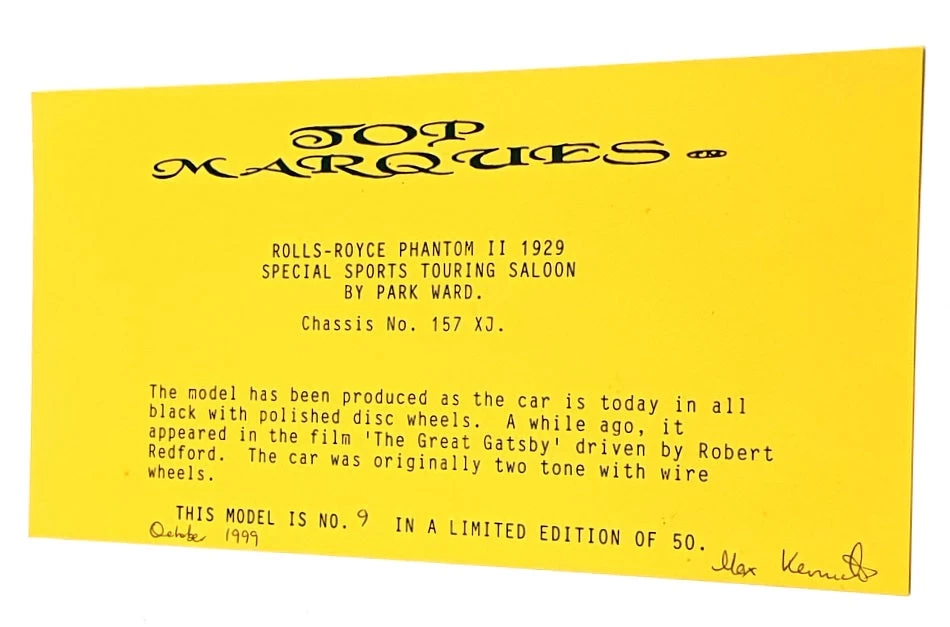 TOP
MARQUES
ROLLS-ROYCE PHANTOM II 1929
SPECIAL SPORTS TOURING SALOON
BY PARK WARD.
Chassis No. 157 XJ.
The model has been produced as the car is today in all
black with polished disc wheels. A while ago, it
appeared in the film 'The Great Gatsby' driven by Robert
Redford. The car was originally two tone with wire
wheels.
THIS MODEL IS NO. 9 IN A LIMITED EDITION OF 50.
October 1999
Max